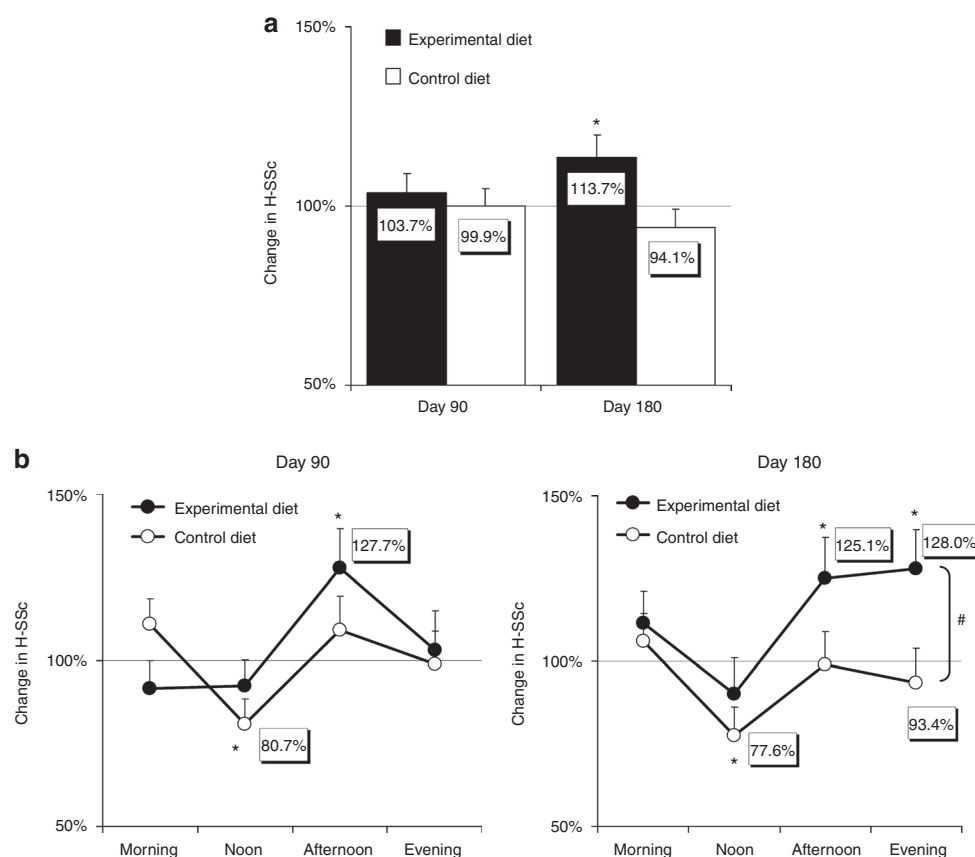 a
150%
Experimental diet
Control diet
*
113.7%
100%
103.7%
99.9%
94.1%
Change in H-SSc
50%
Day 90
Day 180
b
Day 90
150%
Experimental diet
Control diet
*
127.7%
100%
Change in H-SSc
*
80.7%
50%
Morning
Noon
Afternoon
Evening
Day 180
150%
Experimental diet
Control diet
*
*
125.1%
128.0%
#
100%
Change in H-SSc
93.4%
77.6%
*
50%
Morning
Noon
Afternoon
Evening